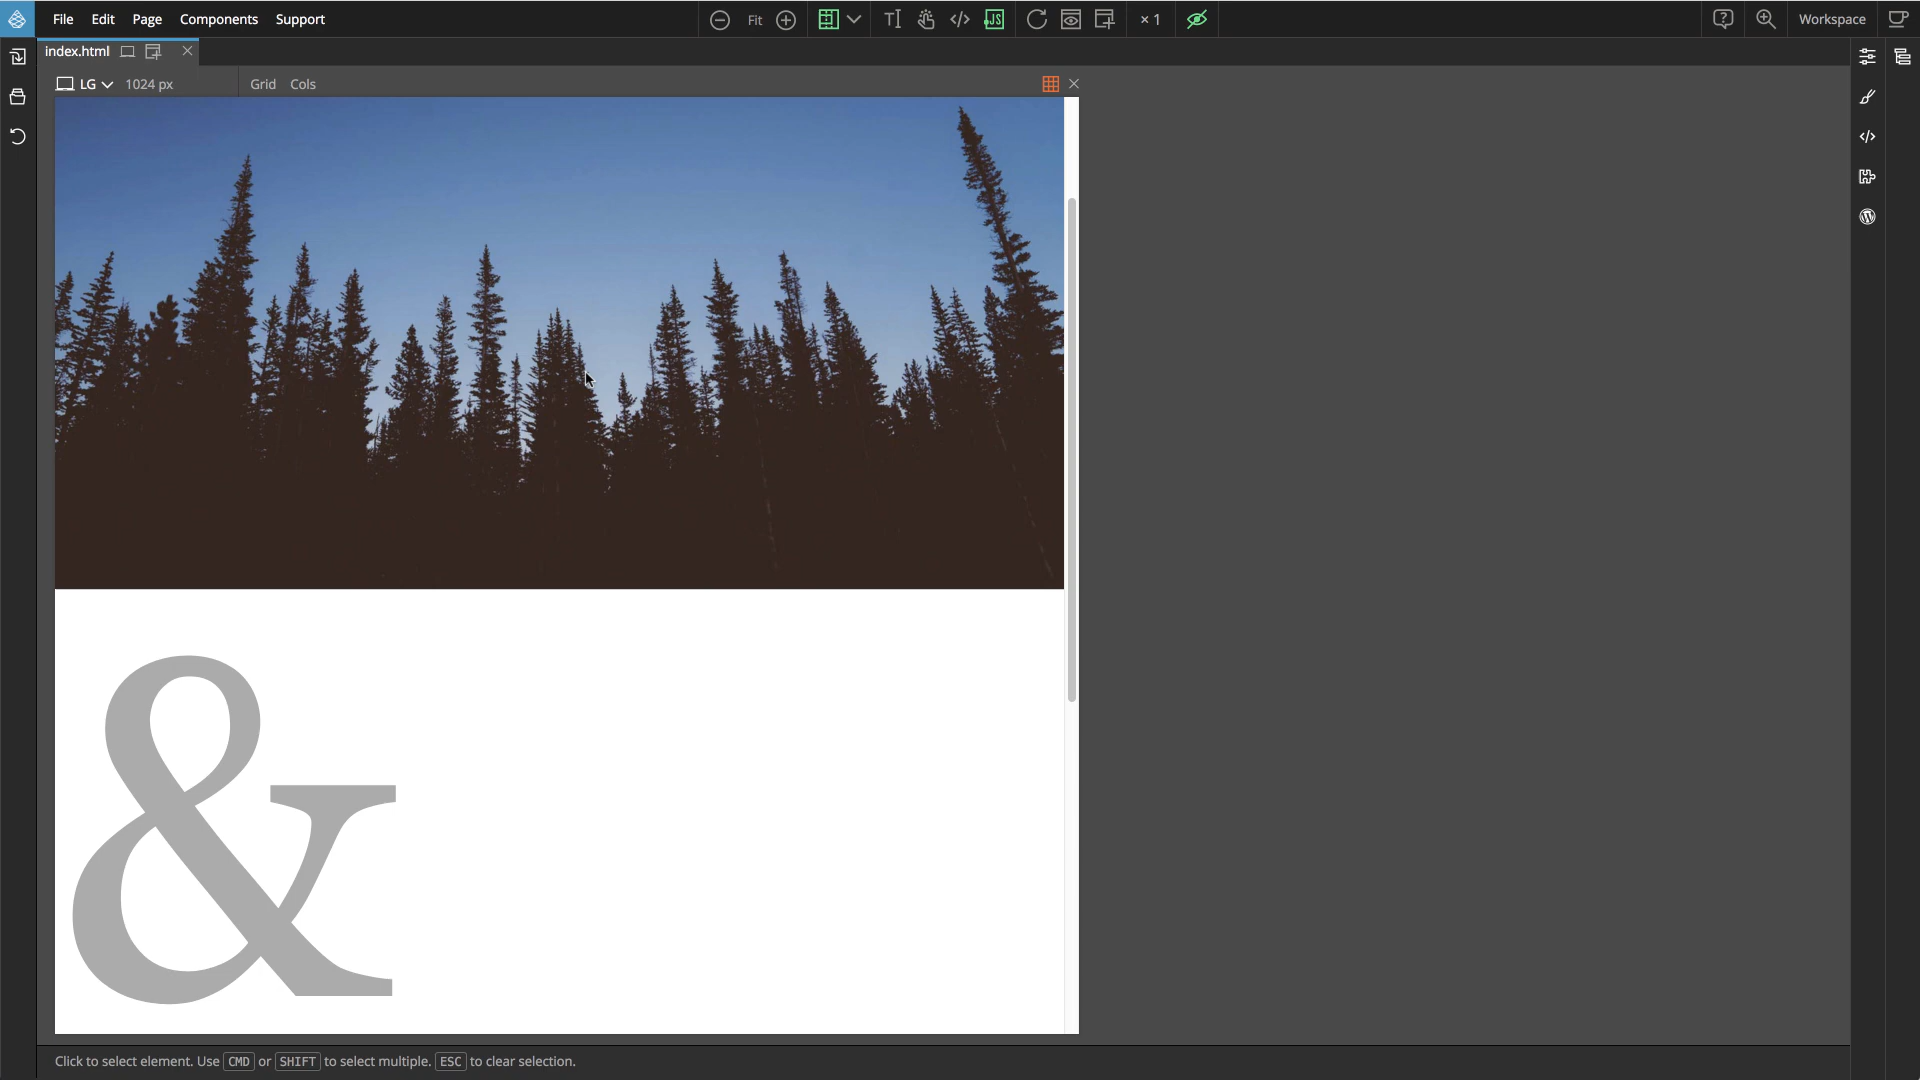 File Edit Page Components Support Fit × 1 Workspace
index.html
LG 1024 px Grid Cols
&
Click to select element. Use CMD or SHIFT to select multiple. ESC to clear selection.